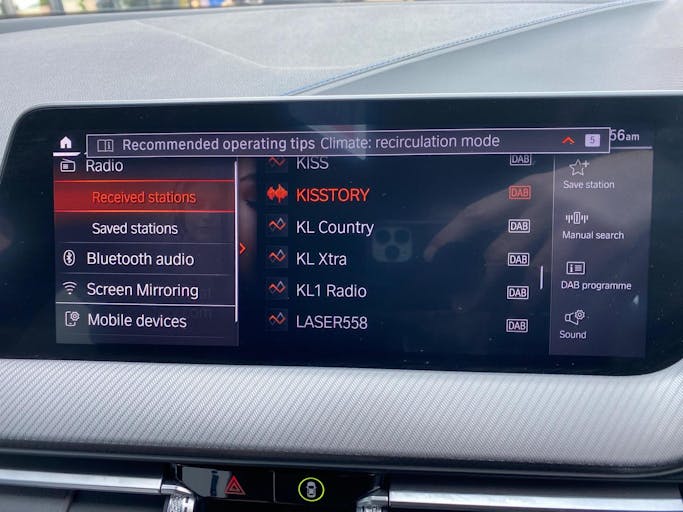 Recommended operating tips Climate: recirculation mode 5 56am
Radio
Received stations
Saved stations
Bluetooth audio
Screen Mirroring
Mobile devices
KISS DAB
KISSTORY DAB
KL Country DAB
KL Xtra DAB
KL1 Radio DAB
LASER558 DAB
Save station
Manual search
DAB programme
Sound